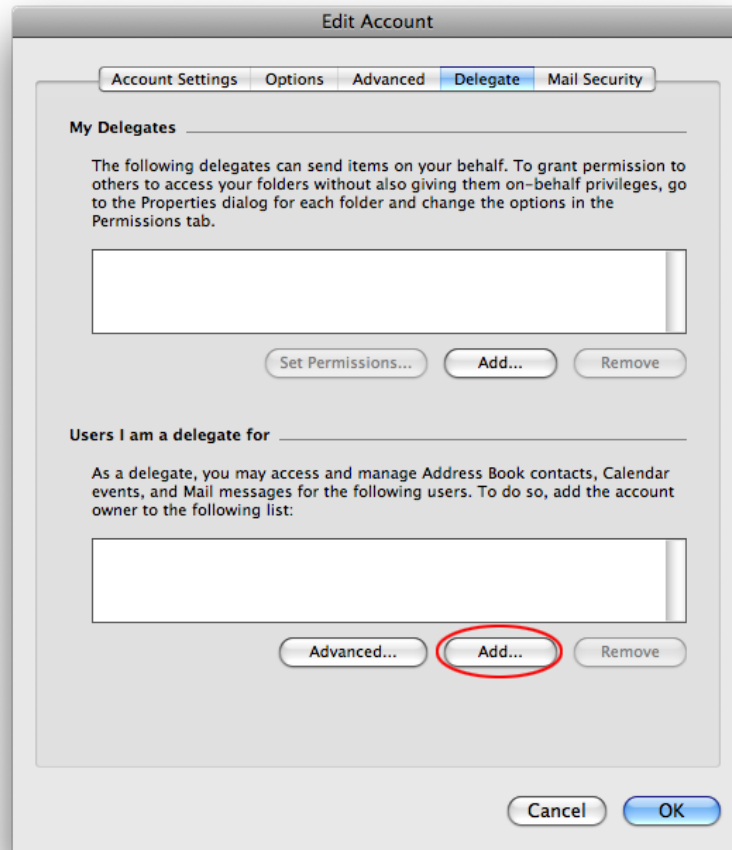 Edit Account
Account Settings Options Advanced Delegate Mail Security
My Delegates
The following delegates can send items on your behalf. To grant permission to
others to access your folders without also giving them on-behalf privileges, go
to the Properties dialog for each folder and change the options in the
Permissions tab.
Set Permissions... Add... Remove
Users I am a delegate for
As a delegate, you may access and manage Address Book contacts, Calendar
events, and Mail messages for the following users. To do so, add the account
owner to the following list:
Advanced... Add... Remove
Cancel OK